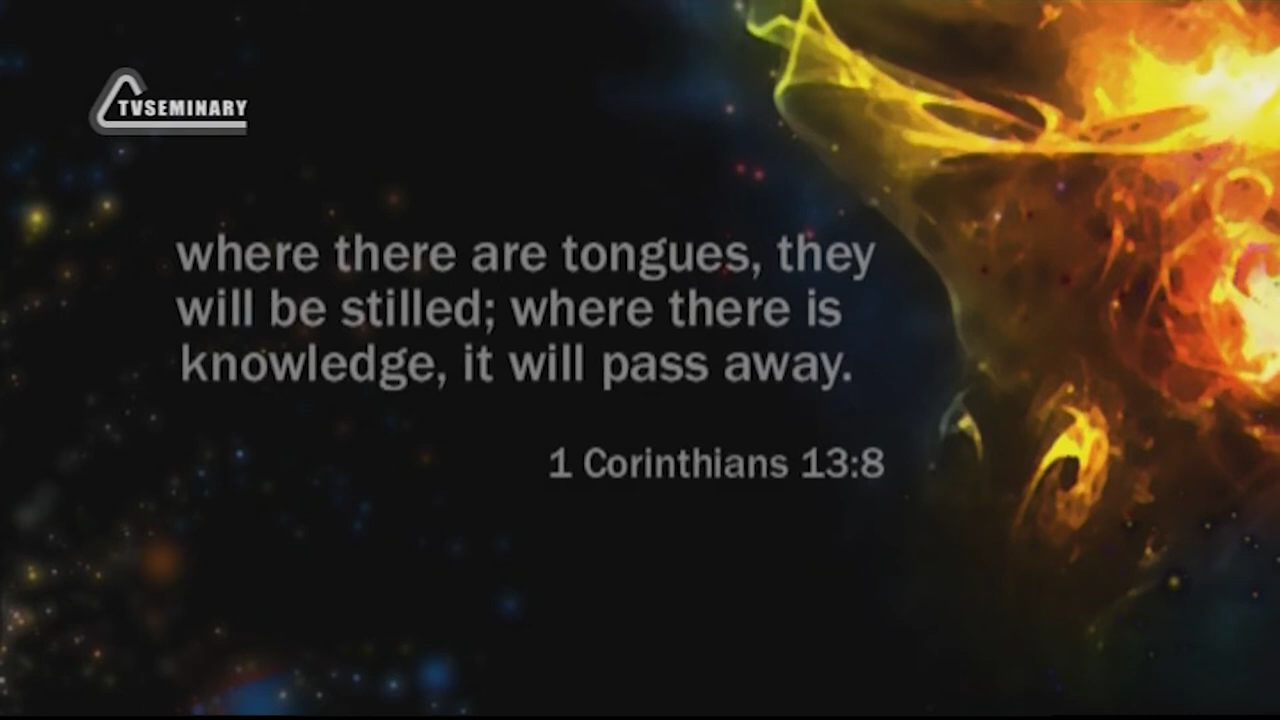 TVSEMINARY
where there are tongues, they
will be stilled; where there is
knowledge, it will pass away.
1 Corinthians 13:8